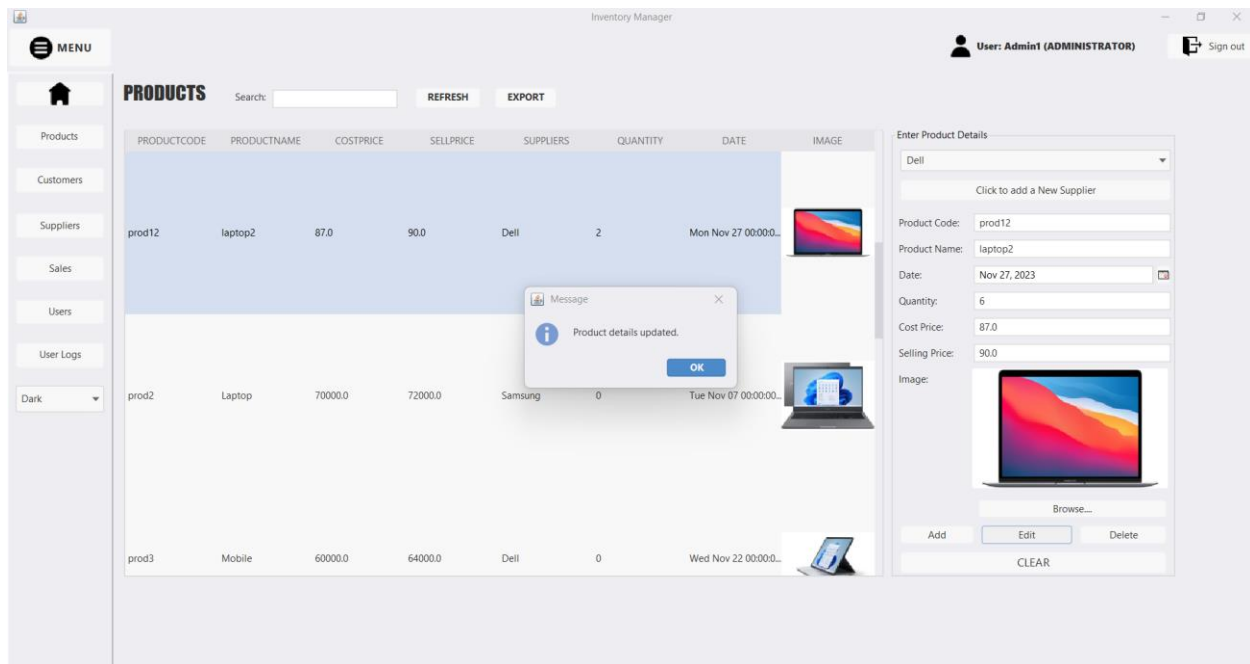 Inventory Manager
MENU
User: Admin1 (ADMINISTRATOR)
Sign out
PRODUCTS
Search:
REFRESH
EXPORT
Products
Customers
Suppliers
Sales
Users
User Logs
Dark
PRODUCTCODE PRODUCTNAME COSTPRICE SELLPRICE SUPPLIERS QUANTITY DATE IMAGE
prod12 laptop2 87.0 90.0 Dell 2 Mon Nov 27 00:00:0...
prod2 Laptop 70000.0 72000.0 Samsung 0 Tue Nov 07 00:00:00...
prod3 Mobile 60000.0 64000.0 Dell 0 Wed Nov 22 00:00:0...
Message
Product details updated.
OK
Enter Product Details
Dell
Click to add a New Supplier
Product Code: prod12
Product Name: laptop2
Date: Nov 27, 2023
Quantity: 6
Cost Price: 87.0
Selling Price: 90.0
Image:
Browse...
Add Edit Delete
CLEAR